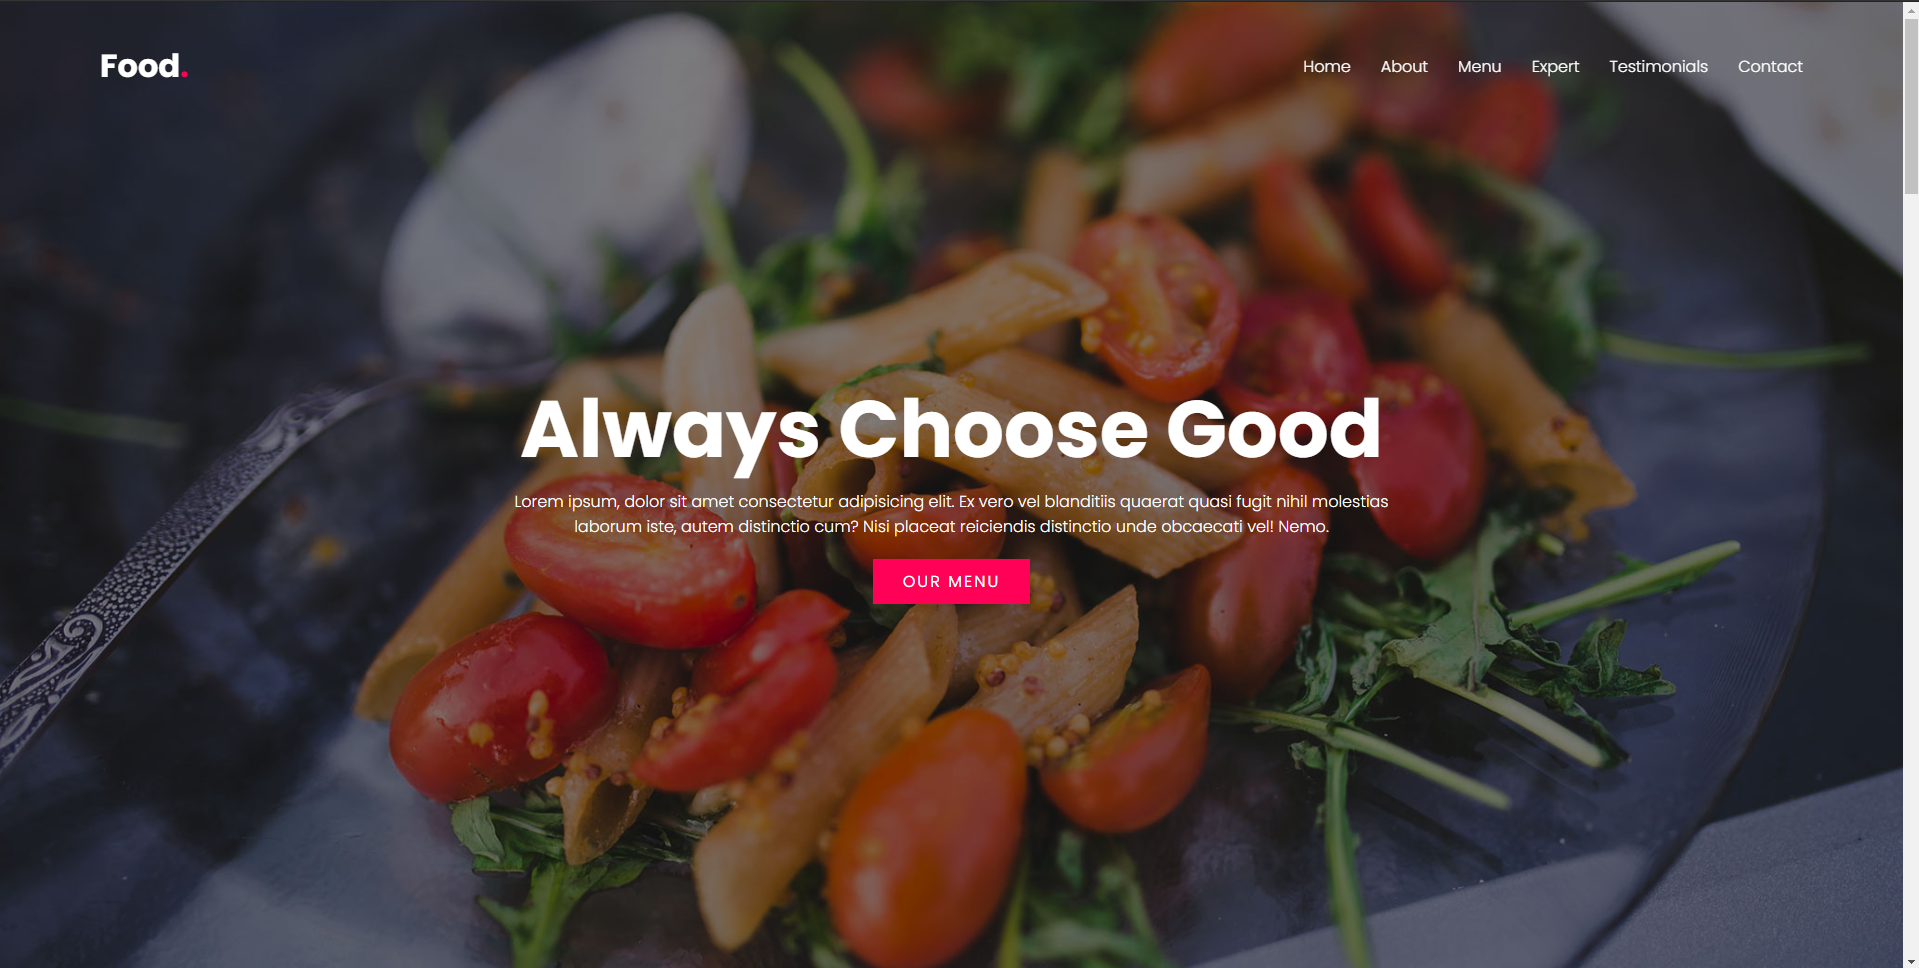 Food.
Home About Menu Expert Testimonials Contact
Always Choose Good
Lorem ipsum, dolor sit amet consectetur adipisicing elit. Ex vero vel blanditiis quaerat quasi fugit nihil molestias
laborum iste, autem distinctio cum? Nisi placeat reiciendis distinctio unde obcaecati vel! Nemo.
OUR MENU